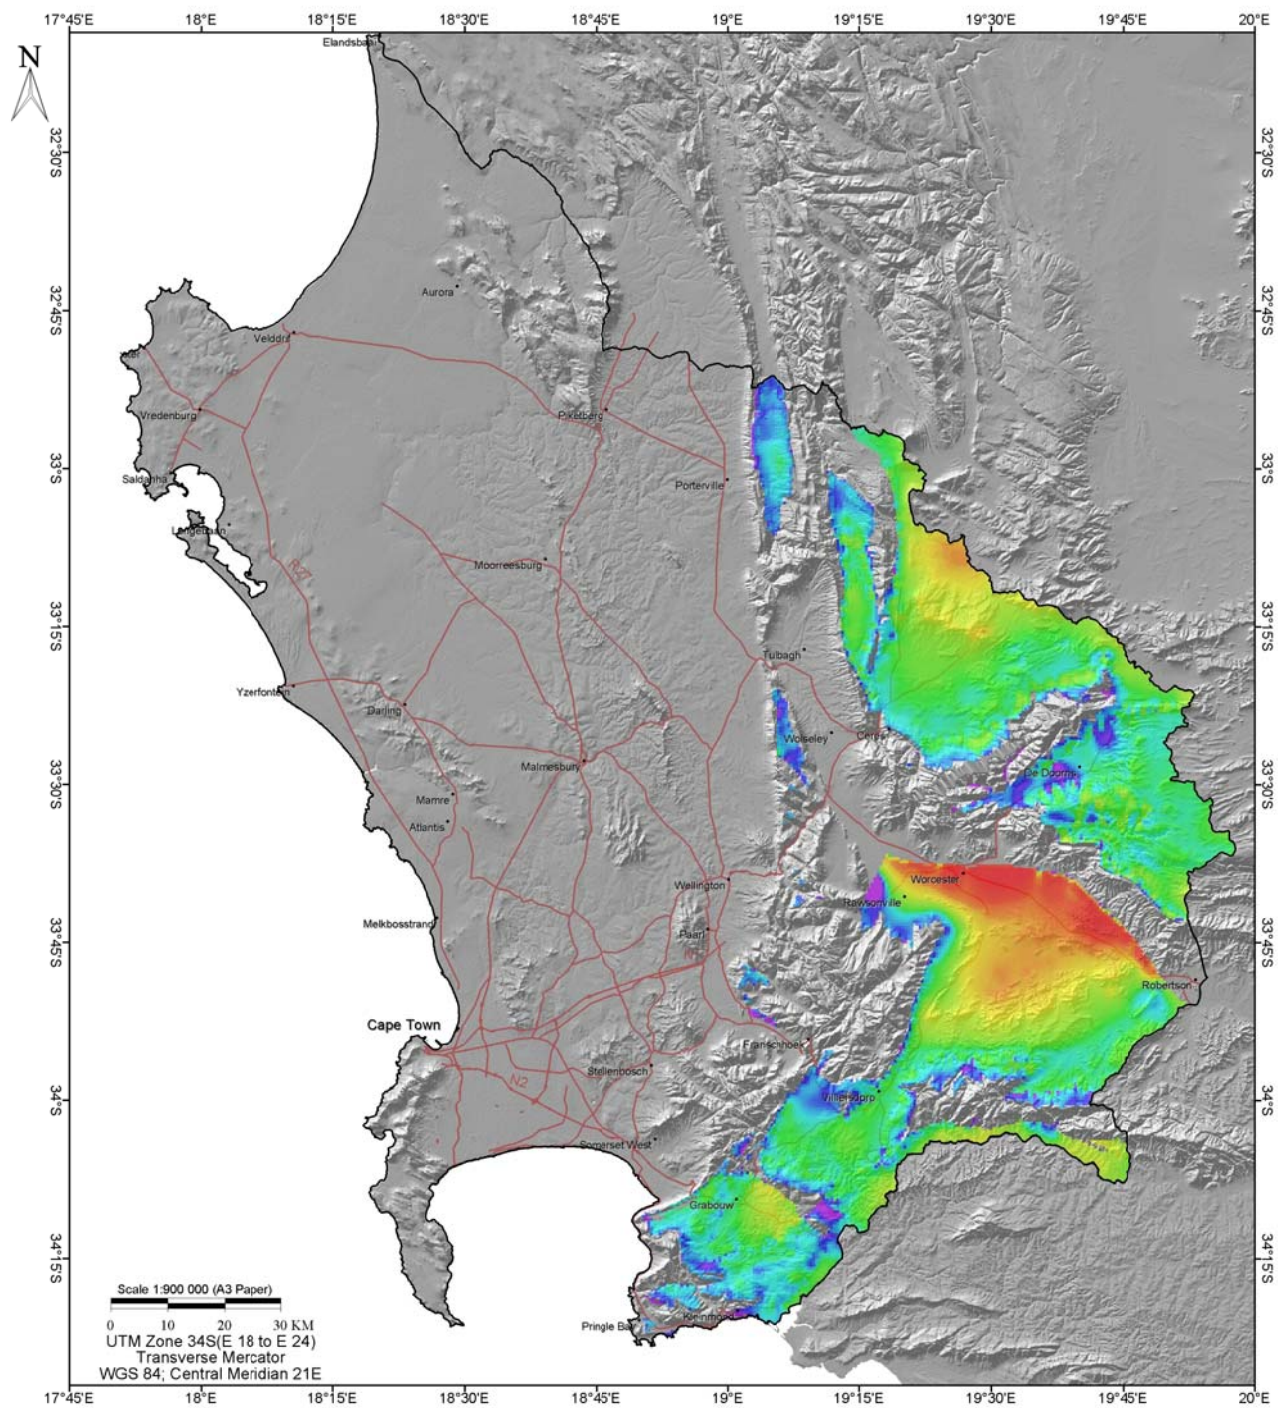 17°45'E 18°E 18°15'E 18°30'E 18°45'E 19°E 19°15'E 19°30'E 19°45'E 20°E
Elandsbaai
N
32°30'S 32°30'S
Aurora
32°45'S 32°45'S
Velddrif
Vredenburg
Piketberg
33°S 33°S
Saldanha
Porterville
Langebaan
Moorreesburg
R27
33°15'S 33°15'S
Tulbagh
Yzerfontein
Darling
Wolseley
Ceres
Malmesbury
De Doorns
33°30'S 33°30'S
Mamre
Atlantis
Worcester
Wellington
Rawsonville
Melkbosstrand
Paarl
33°45'S 33°45'S
Robertson
Cape Town
Franschhoek
Stellenbosch
N2
Villiersdorp
34°S 34°S
Somerset West
Grabouw
34°15'S 34°15'S
Scale 1:900 000 (A3 Paper)
Kleinmond
0 10 20 30 KM
Pringle Bay
UTM Zone 34S(E 18 to E 24)
Transverse Mercator
WGS 84; Central Meridian 21E
17°45'E 18°E 18°15'E 18°30'E 18°45'E 19°E 19°15'E 19°30'E 19°45'E 20°E